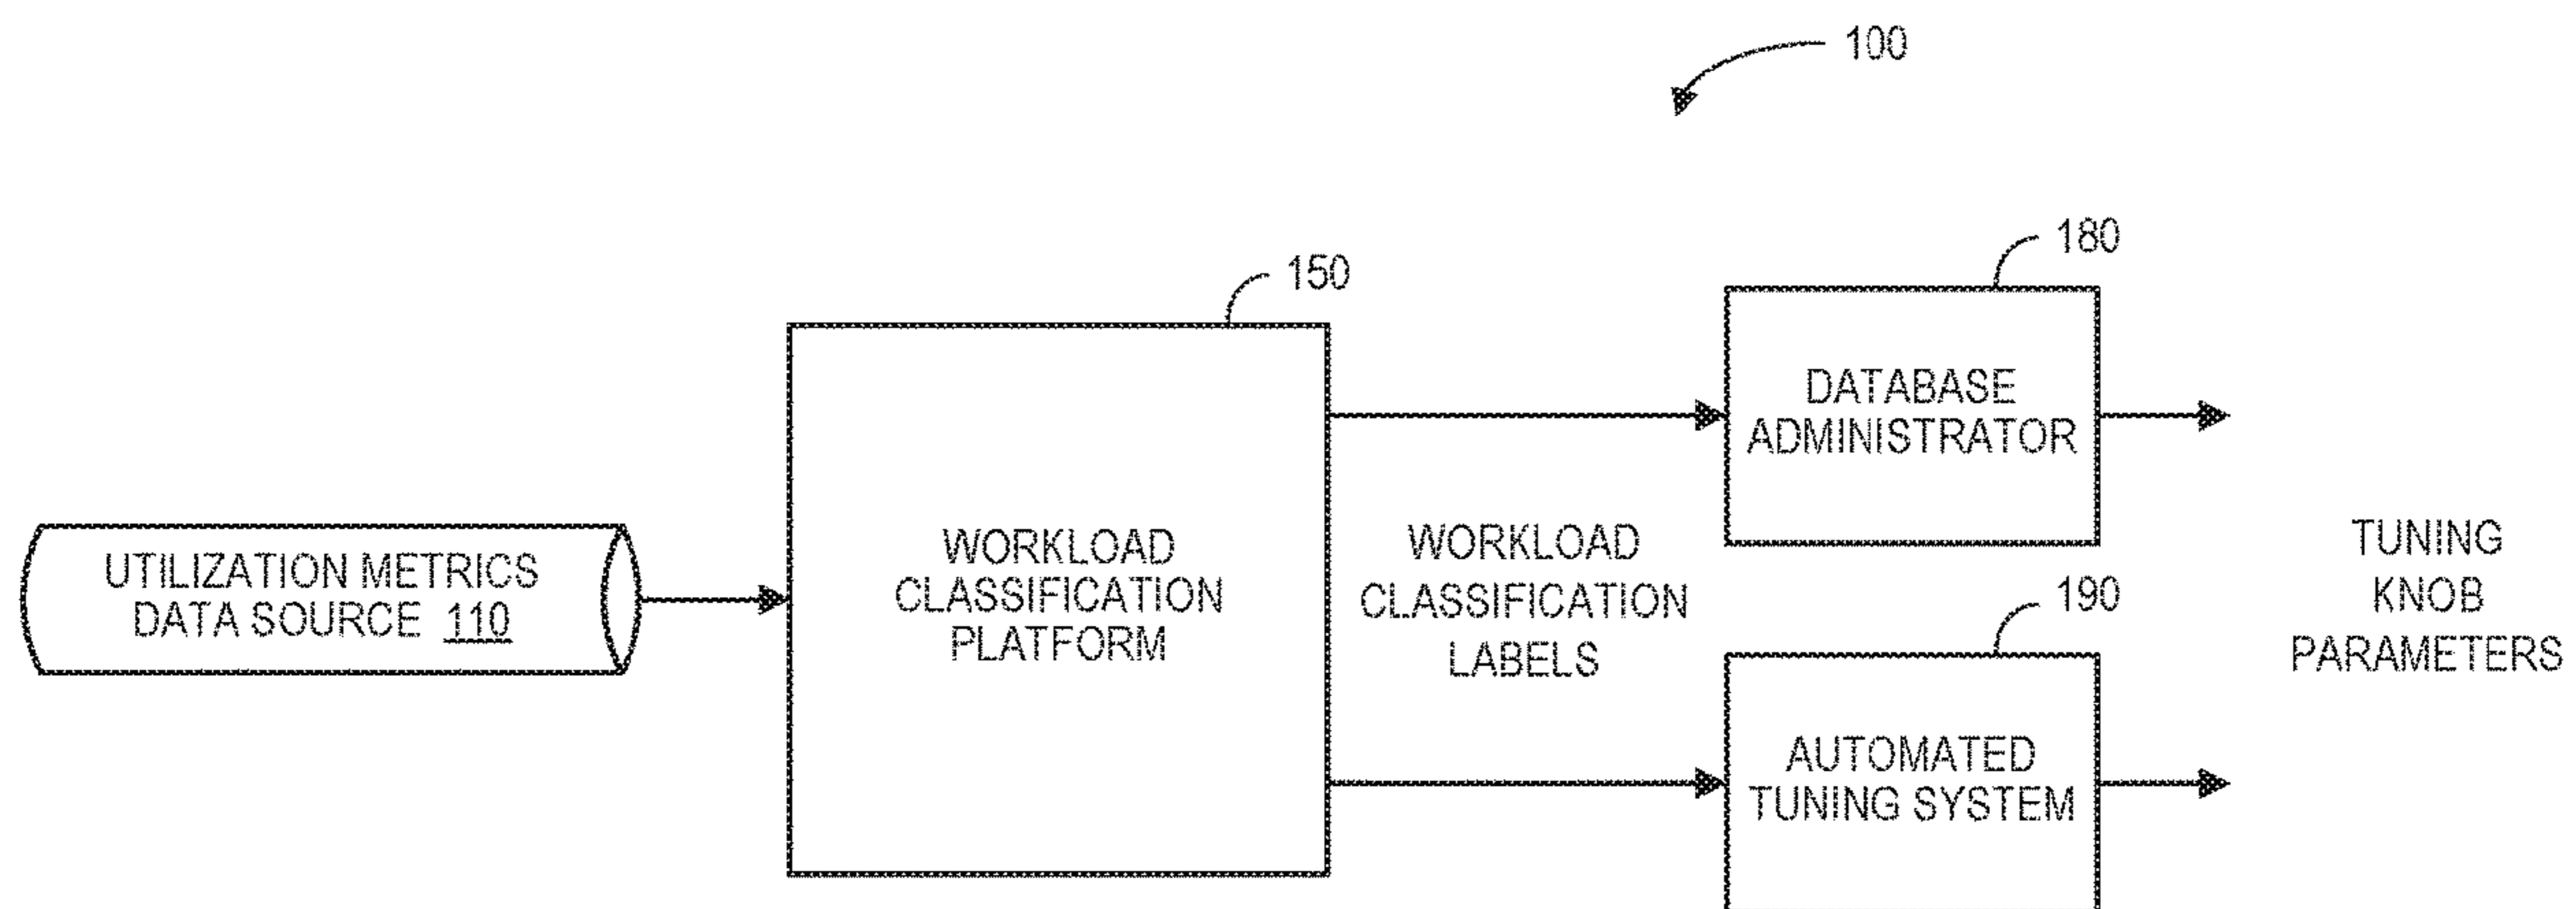 100
180
150
DATABASE
ADMINISTRATOR
UTILIZATION METRICS
DATA SOURCE 110
WORKLOAD
CLASSIFICATION
PLATFORM
WORKLOAD
CLASSIFICATION
LABELS
TUNING
KNOB
PARAMETERS
190
AUTOMATED
TUNING SYSTEM